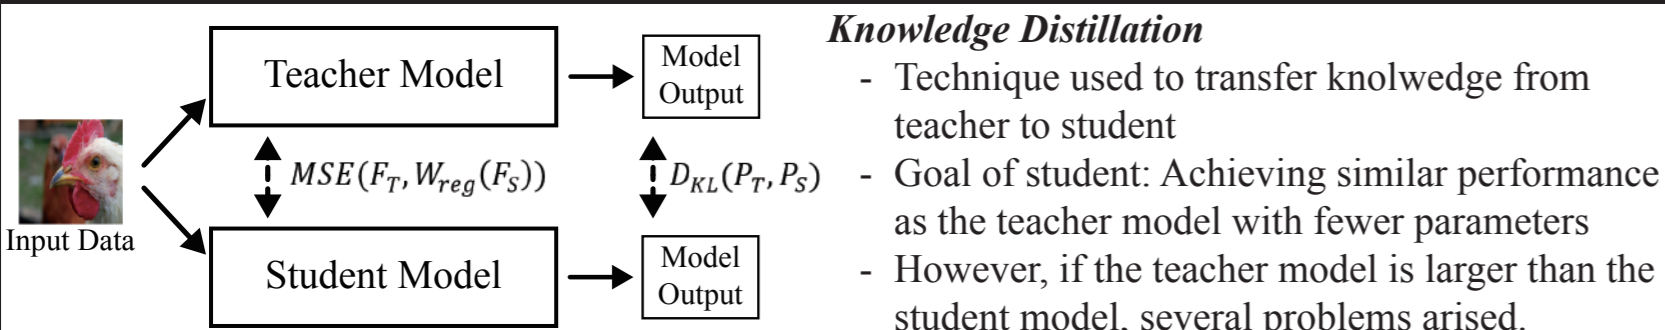 Teacher Model
Model
Output
MSE(F_T, W_reg(F_S))
D_KL(P_T, P_S)
Input Data
Student Model
Model
Output
Knowledge Distillation
- Technique used to transfer knolwedge from
teacher to student
- Goal of student: Achieving similar performance
as the teacher model with fewer parameters
- However, if the teacher model is larger than the
student model, several problems arised.